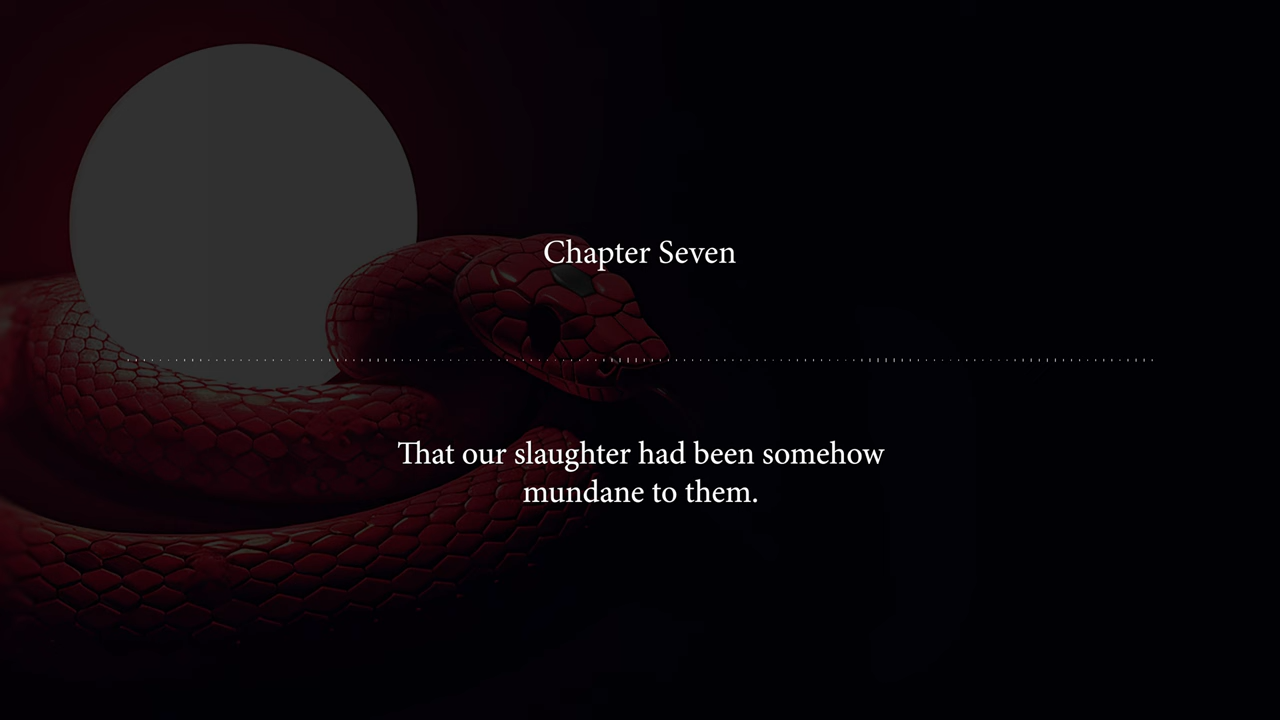 Chapter Seven
That our slaughter had been somehow
mundane to them.